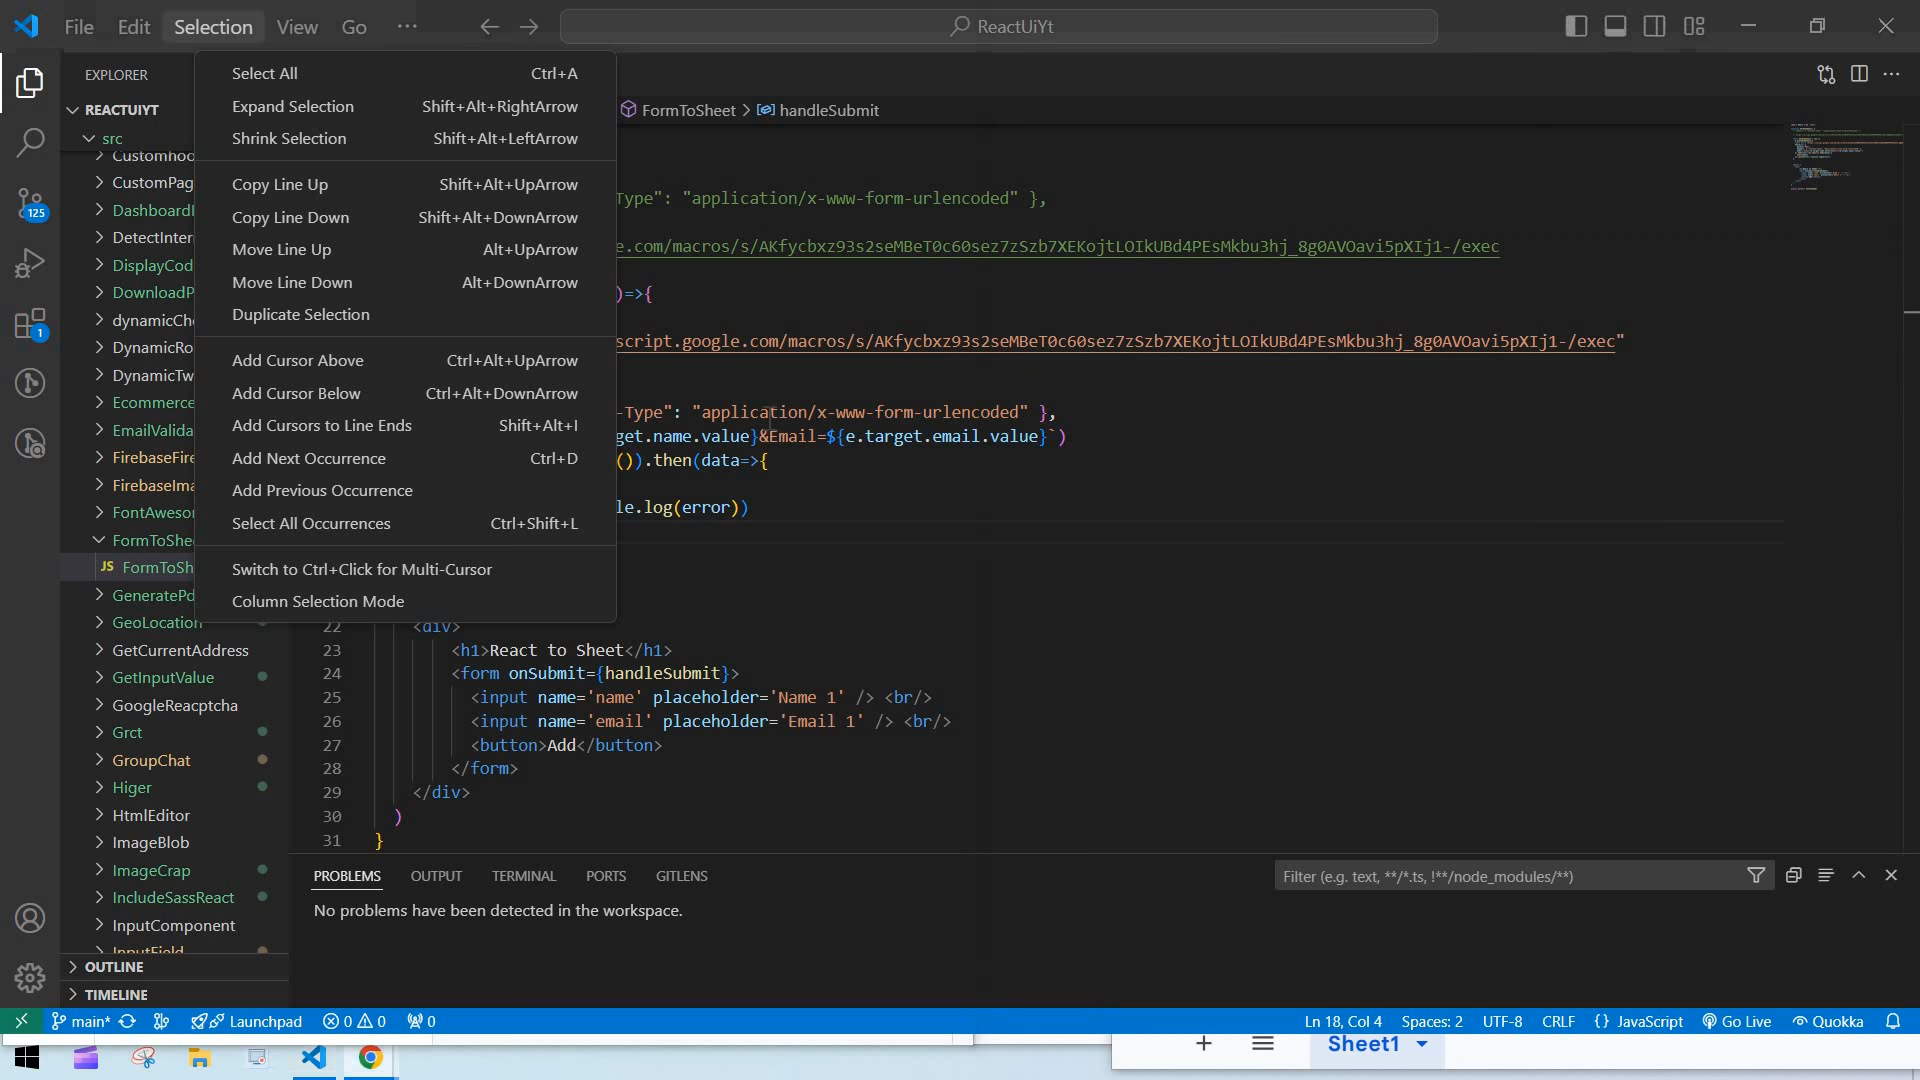 File Edit Selection View Go ··· ReactUiYt
EXPLORER
REACTUIYT
src
Customhoo
CustomPag
Dashboardl
DetectInter
DisplayCod
DownloadP
dynamicChe
DynamicRo
DynamicTw
Ecommerce
EmailValida
FirebaseFire
FirebaseIma
FontAwesor
FormToShe
JS FormToSh
GeneratePd
GeoLocation
GetCurrentAddress
GetInputValue
GoogleReacptcha
Grct
GroupChat
Higer
HtmlEditor
ImageBlob
ImageCrap
IncludeSassReact
InputComponent
InputField
OUTLINE
TIMELINE
125
1
Select All Ctrl+A
Expand Selection Shift+Alt+RightArrow
Shrink Selection Shift+Alt+LeftArrow
Copy Line Up Shift+Alt+UpArrow
Copy Line Down Shift+Alt+DownArrow
Move Line Up Alt+UpArrow
Move Line Down Alt+DownArrow
Duplicate Selection
Add Cursor Above Ctrl+Alt+UpArrow
Add Cursor Below Ctrl+Alt+DownArrow
Add Cursors to Line Ends Shift+Alt+I
Add Next Occurrence Ctrl+D
Add Previous Occurrence
Select All Occurrences Ctrl+Shift+L
Switch to Ctrl+Click for Multi-Cursor
Column Selection Mode
FormToSheet > handleSubmit
Type": "application/x-www-form-urlencoded" },
e.com/macros/s/AKfycbxz93s2seMBeT0c60sez7zSzb7XEKojtLOIkUBd4PEsMkbu3hj_8g0AVOavi5pXIj1-/exec
)=>{
script.google.com/macros/s/AKfycbxz93s2seMBeT0c60sez7zSzb7XEKojtLOIkUBd4PEsMkbu3hj_8g0AVOavi5pXIj1-/exec"
-Type": "application/x-www-form-urlencoded" },
get.name.value}&Email=${e.target.email.value}`)
()).then(data=>{
le.log(error))
22 <div>
23 <h1>React to Sheet</h1>
24 <form onSubmit={handleSubmit}>
25 <input name='name' placeholder='Name 1' /> <br/>
26 <input name='email' placeholder='Email 1' /> <br/>
27 <button>Add</button>
28 </form>
29 </div>
30 )
31 }
PROBLEMS OUTPUT TERMINAL PORTS GITLENS Filter (e.g. text, **/*.ts, !**/node_modules/**)
No problems have been detected in the workspace.
main* Launchpad 0 0 0 Ln 18, Col 4 Spaces: 2 UTF-8 CRLF {} JavaScript Go Live Quokka
Sheet1